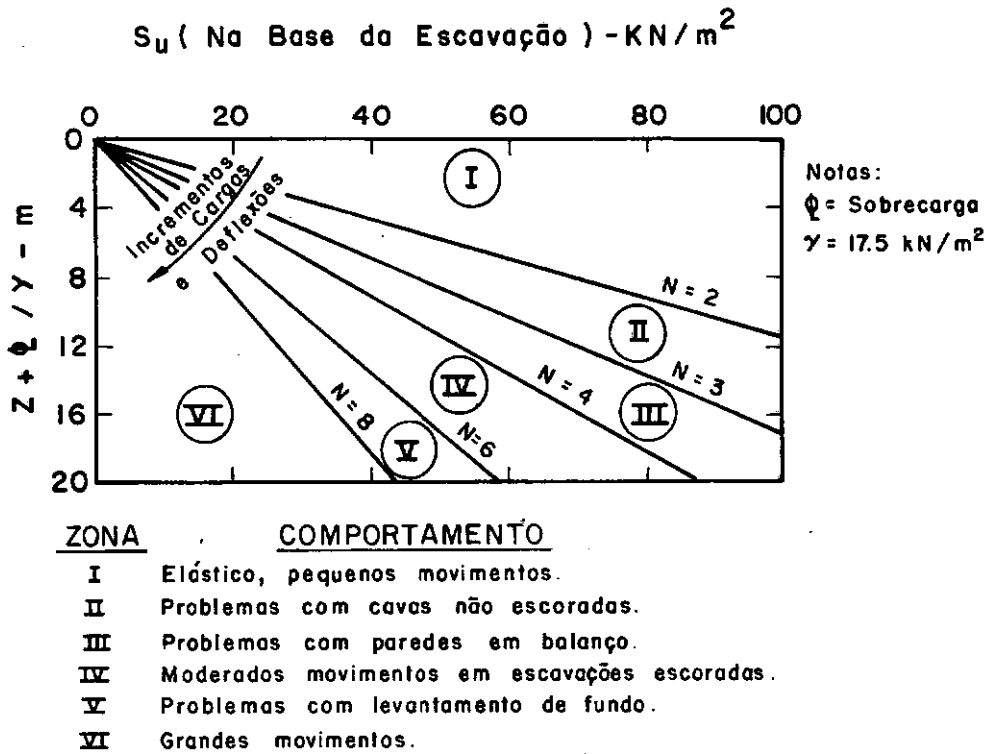 Su ( Na Base da Escavação ) - KN/m²
0 20 40 60 80 100
0
4
8
12
16
20
Z + q / γ - m
Incrementos
de Cargas
e Deflexões
I
II
III
IV
V
VI
N = 2
N = 3
N = 4
N=6
N=8
Notas:
q = Sobrecarga
γ = 17.5 kN/m²
ZONA COMPORTAMENTO
I Elástico, pequenos movimentos.
II Problemas com cavas não escoradas.
III Problemas com paredes em balanço.
IV Moderados movimentos em escavações escoradas.
V Problemas com levantamento de fundo.
VI Grandes movimentos.